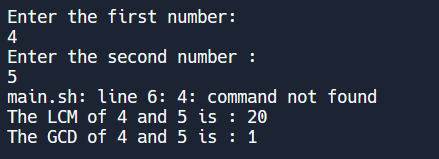 Enter the first number:
4
Enter the second number :
5
main.sh: line 6: 4: command not found
The LCM of 4 and 5 is : 20
The GCD of 4 and 5 is : 1